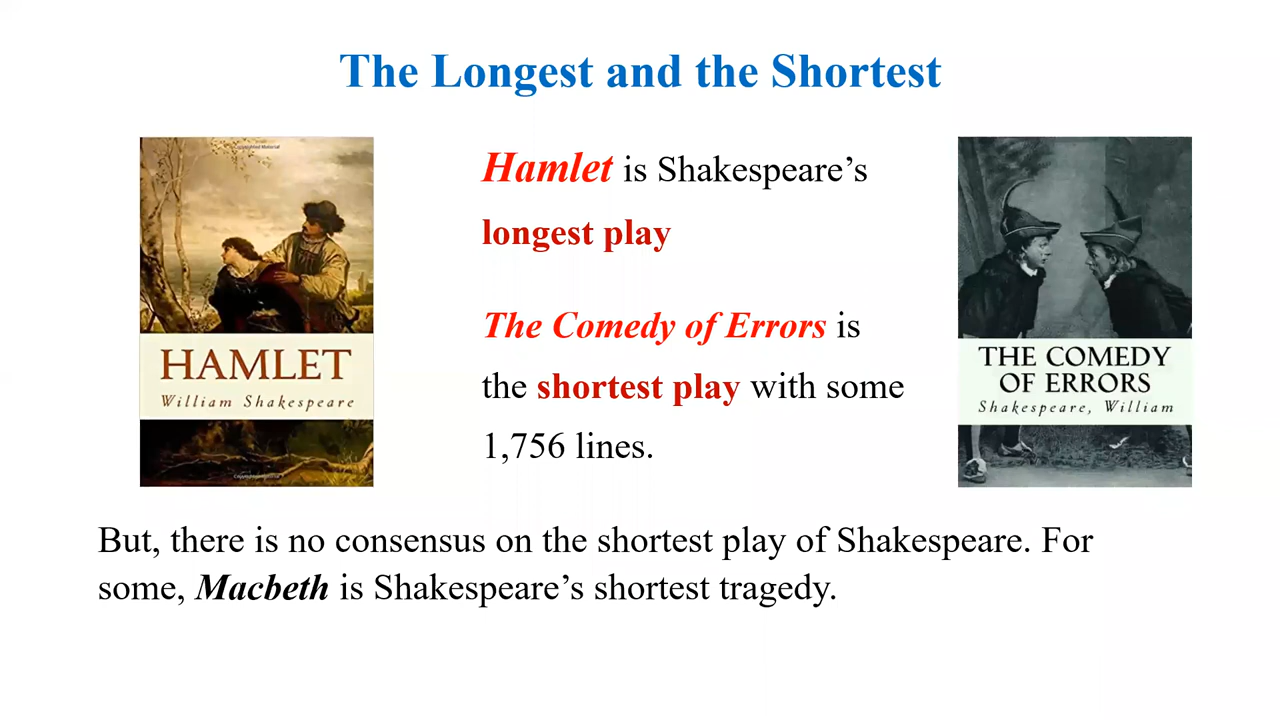 The Longest and the Shortest
HAMLET
William Shakespeare
Hamlet is Shakespeare’s
longest play
The Comedy of Errors is
the shortest play with some
1,756 lines.
THE COMEDY
OF ERRORS
Shakespeare, William
But, there is no consensus on the shortest play of Shakespeare. For
some, Macbeth is Shakespeare’s shortest tragedy.